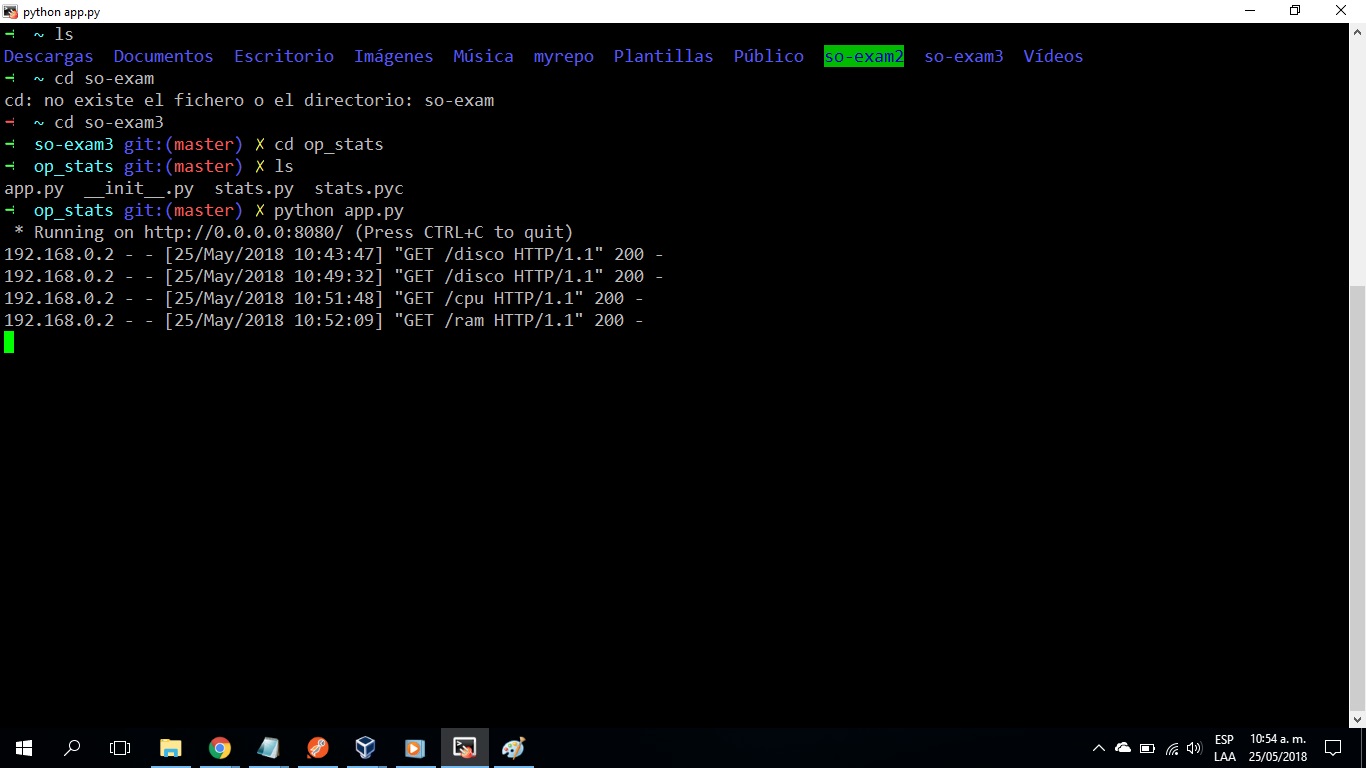 python app.py
➜ ~ ls
Descargas Documentos Escritorio Imágenes Música myrepo Plantillas Público so-exam2 so-exam3 Vídeos
➜ ~ cd so-exam
cd: no existe el fichero o el directorio: so-exam
➜ ~ cd so-exam3
➜ so-exam3 git:(master) ✗ cd op_stats
➜ op_stats git:(master) ✗ ls
app.py __init__.py stats.py stats.pyc
➜ op_stats git:(master) ✗ python app.py
* Running on http://0.0.0.0:8080/ (Press CTRL+C to quit)
192.168.0.2 - - [25/May/2018 10:43:47] "GET /disco HTTP/1.1" 200 -
192.168.0.2 - - [25/May/2018 10:49:32] "GET /disco HTTP/1.1" 200 -
192.168.0.2 - - [25/May/2018 10:51:48] "GET /cpu HTTP/1.1" 200 -
192.168.0.2 - - [25/May/2018 10:52:09] "GET /ram HTTP/1.1" 200 -
ESP 10:54 a. m.
LAA 25/05/2018